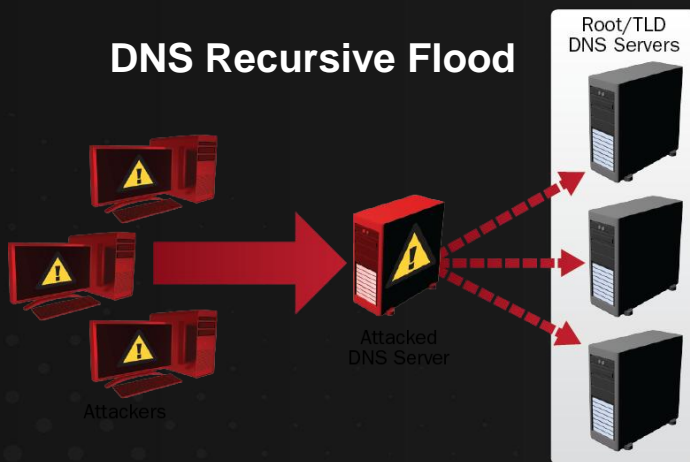 Root/TLD
DNS Servers
DNS Recursive Flood
Attacked
DNS Server
Attackers